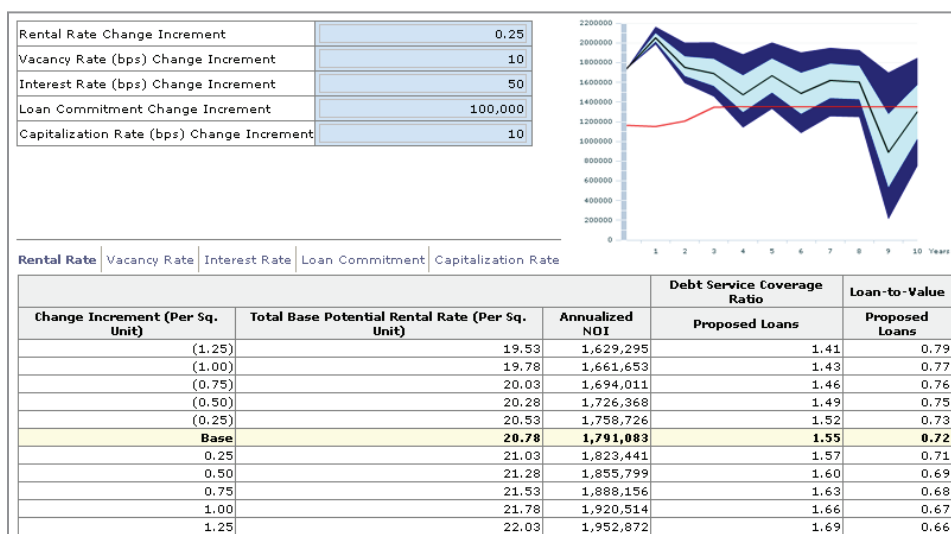 Rental Rate Change Increment 0.25
Vacancy Rate (bps) Change Increment 10
Interest Rate (bps) Change Increment 50
Loan Commitment Change Increment 100,000
Capitalization Rate (bps) Change Increment 10
2200000
2000000
1800000
1600000
1400000
1200000
1000000
800000
600000
400000
200000
0
1 2 3 4 5 6 7 8 9 10 Years
Rental Rate Vacancy Rate Interest Rate Loan Commitment Capitalization Rate
Debt Service Coverage
Ratio
Loan-to-Value
Change Increment (Per Sq.
Unit)
Total Base Potential Rental Rate (Per Sq.
Unit)
Annualized
NOI
Proposed Loans
Proposed
Loans
(1.25) 19.53 1,629,295 1.41 0.79
(1.00) 19.78 1,661,653 1.43 0.77
(0.75) 20.03 1,694,011 1.46 0.76
(0.50) 20.28 1,726,368 1.49 0.75
(0.25) 20.53 1,758,726 1.52 0.73
Base 20.78 1,791,083 1.55 0.72
0.25 21.03 1,823,441 1.57 0.71
0.50 21.28 1,855,799 1.60 0.69
0.75 21.53 1,888,156 1.63 0.68
1.00 21.78 1,920,514 1.66 0.67
1.25 22.03 1,952,872 1.69 0.66